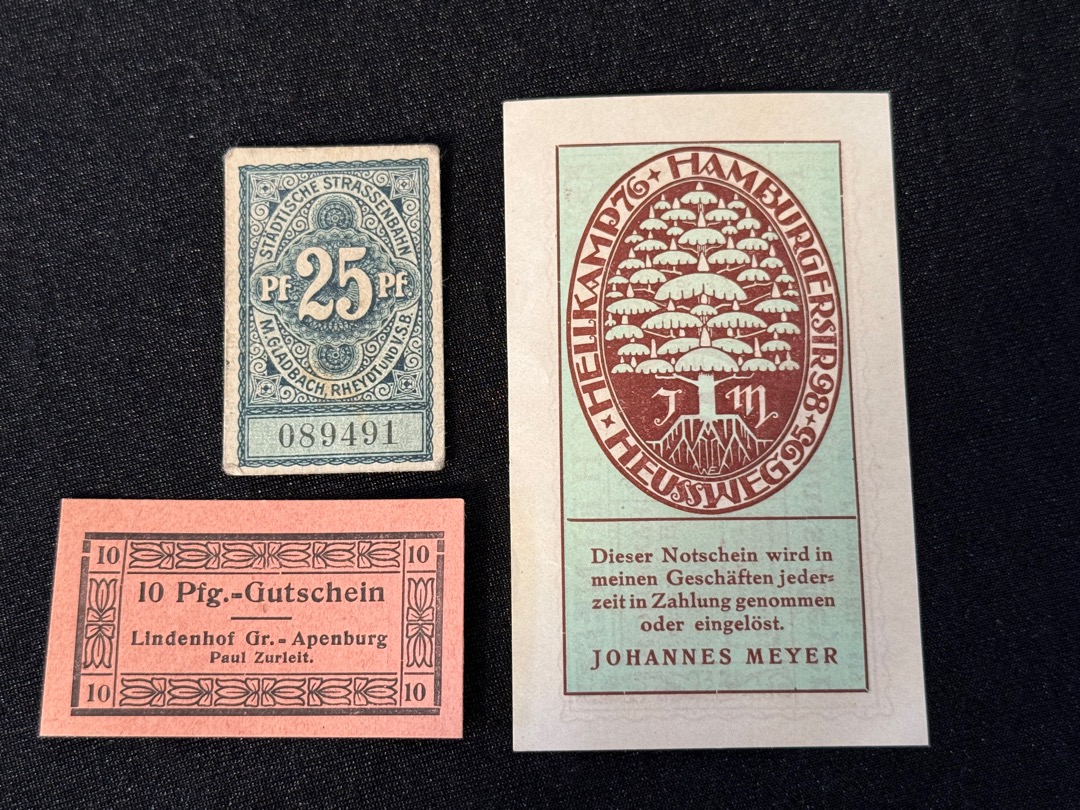 STÄDTISCHE STRASSENBAHN
Pf 25 Pf
M.GLADBACH, RHEYDT UND V.S.B.
089491
10 10
10 Pfg.-Gutschein
Lindenhof Gr.-Apenburg
Paul Zurleit.
10 10
HELLKAMP 76 + HAMBURGERSTR 98 + HEUSSWEG 95 +
J M
WE
Dieser Notschein wird in
meinen Geschäften jeder=
zeit in Zahlung genommen
oder eingelöst.
JOHANNES MEYER